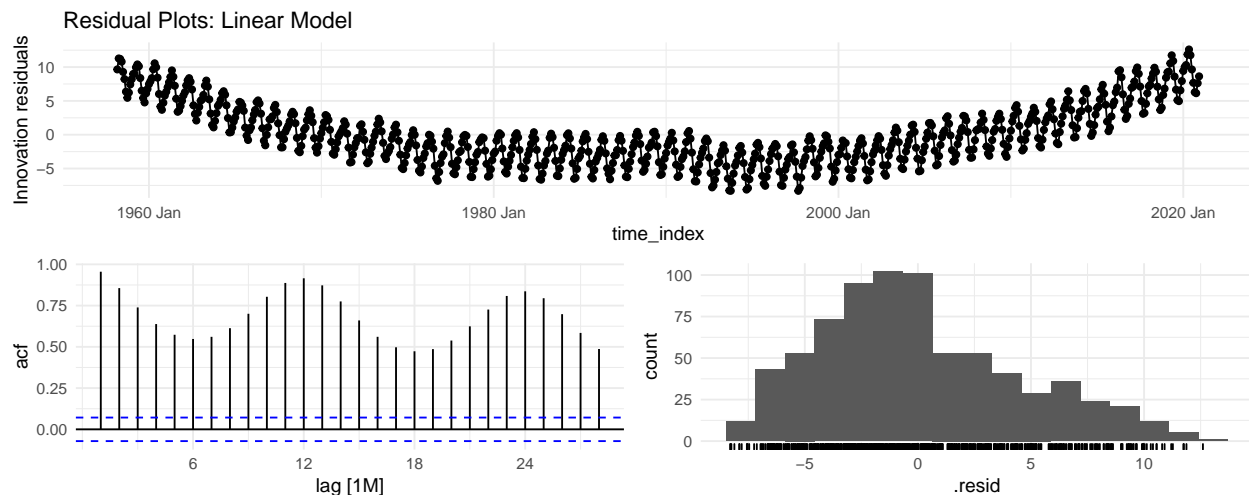 Residual Plots: Linear Model
Innovation residuals
10
5
0
−5
1960 Jan
1980 Jan
2000 Jan
2020 Jan
time_index
acf
1.00
0.75
0.50
0.25
0.00
6
12
18
24
lag [1M]
count
100
75
50
25
0
−5
0
5
10
.resid